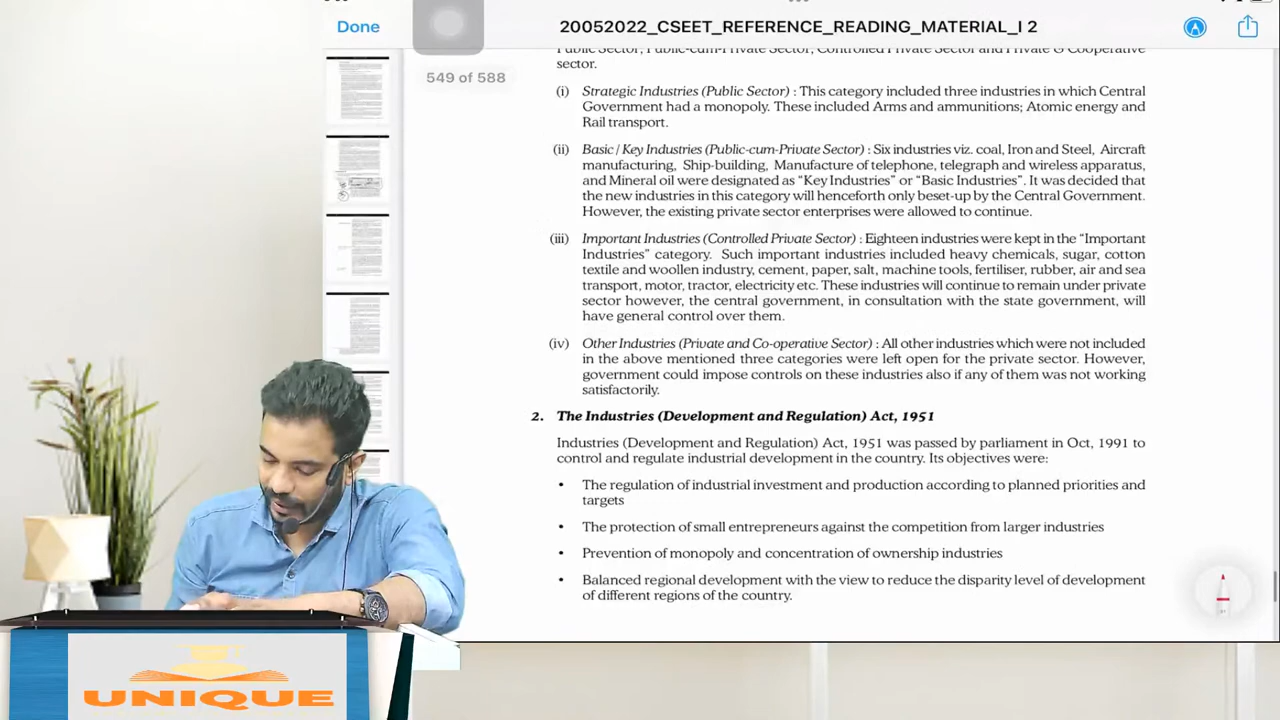 Done
20052022_CSEET_REFERENCE_READING_MATERIAL_I 2
549 of 588
Public Sector, Public-cum-Private Sector, Controlled Private Sector and Private & Cooperative
sector.
(i) Strategic Industries (Public Sector) : This category included three industries in which Central
Government had a monopoly. These included Arms and ammunitions; Atomic energy and
Rail transport.
(ii) Basic / Key Industries (Public-cum-Private Sector) : Six industries viz. coal, Iron and Steel, Aircraft
manufacturing, Ship-building, Manufacture of telephone, telegraph and wireless apparatus,
and Mineral oil were designated as "Key Industries" or "Basic Industries". It was decided that
the new industries in this category will henceforth only beset-up by the Central Government.
However, the existing private sector enterprises were allowed to continue.
(iii) Important Industries (Controlled Private Sector) : Eighteen industries were kept in the "Important
Industries" category. Such important industries included heavy chemicals, sugar, cotton
textile and woollen industry, cement, paper, salt, machine tools, fertiliser, rubber, air and sea
transport, motor, tractor, electricity etc. These industries will continue to remain under private
sector however, the central government, in consultation with the state government, will
have general control over them.
(iv) Other Industries (Private and Co-operative Sector) : All other industries which were not included
in the above mentioned three categories were left open for the private sector. However,
government could impose controls on these industries also if any of them was not working
satisfactory.
2. The Industries (Development and Regulation) Act, 1951
Industries (Development and Regulation) Act, 1951 was passed by parliament in Oct, 1991 to
control and regulate industrial development in the country. Its objectives were:
• The regulation of industrial investment and production according to planned priorities and
targets
• The protection of small entrepreneurs against the competition from larger industries
• Prevention of monopoly and concentration of ownership industries
• Balanced regional development with the view to reduce the disparity level of development
of different regions of the country.
UNIQUE